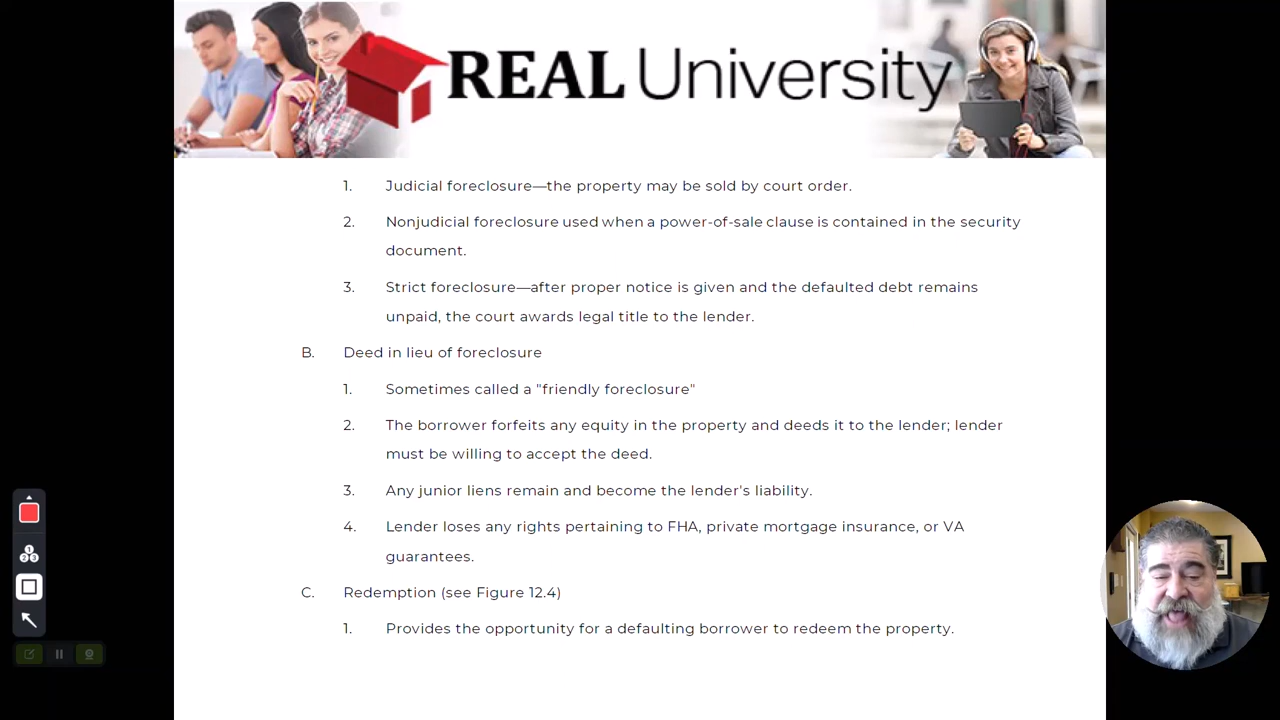 REAL University
1. Judicial foreclosure—the property may be sold by court order.
2. Nonjudicial foreclosure used when a power-of-sale clause is contained in the security
document.
3. Strict foreclosure—after proper notice is given and the defaulted debt remains
unpaid, the court awards legal title to the lender.
B. Deed in lieu of foreclosure
1. Sometimes called a "friendly foreclosure"
2. The borrower forfeits any equity in the property and deeds it to the lender; lender
must be willing to accept the deed.
3. Any junior liens remain and become the lender's liability.
4. Lender loses any rights pertaining to FHA, private mortgage insurance, or VA
guarantees.
C. Redemption (see Figure 12.4)
1. Provides the opportunity for a defaulting borrower to redeem the property.